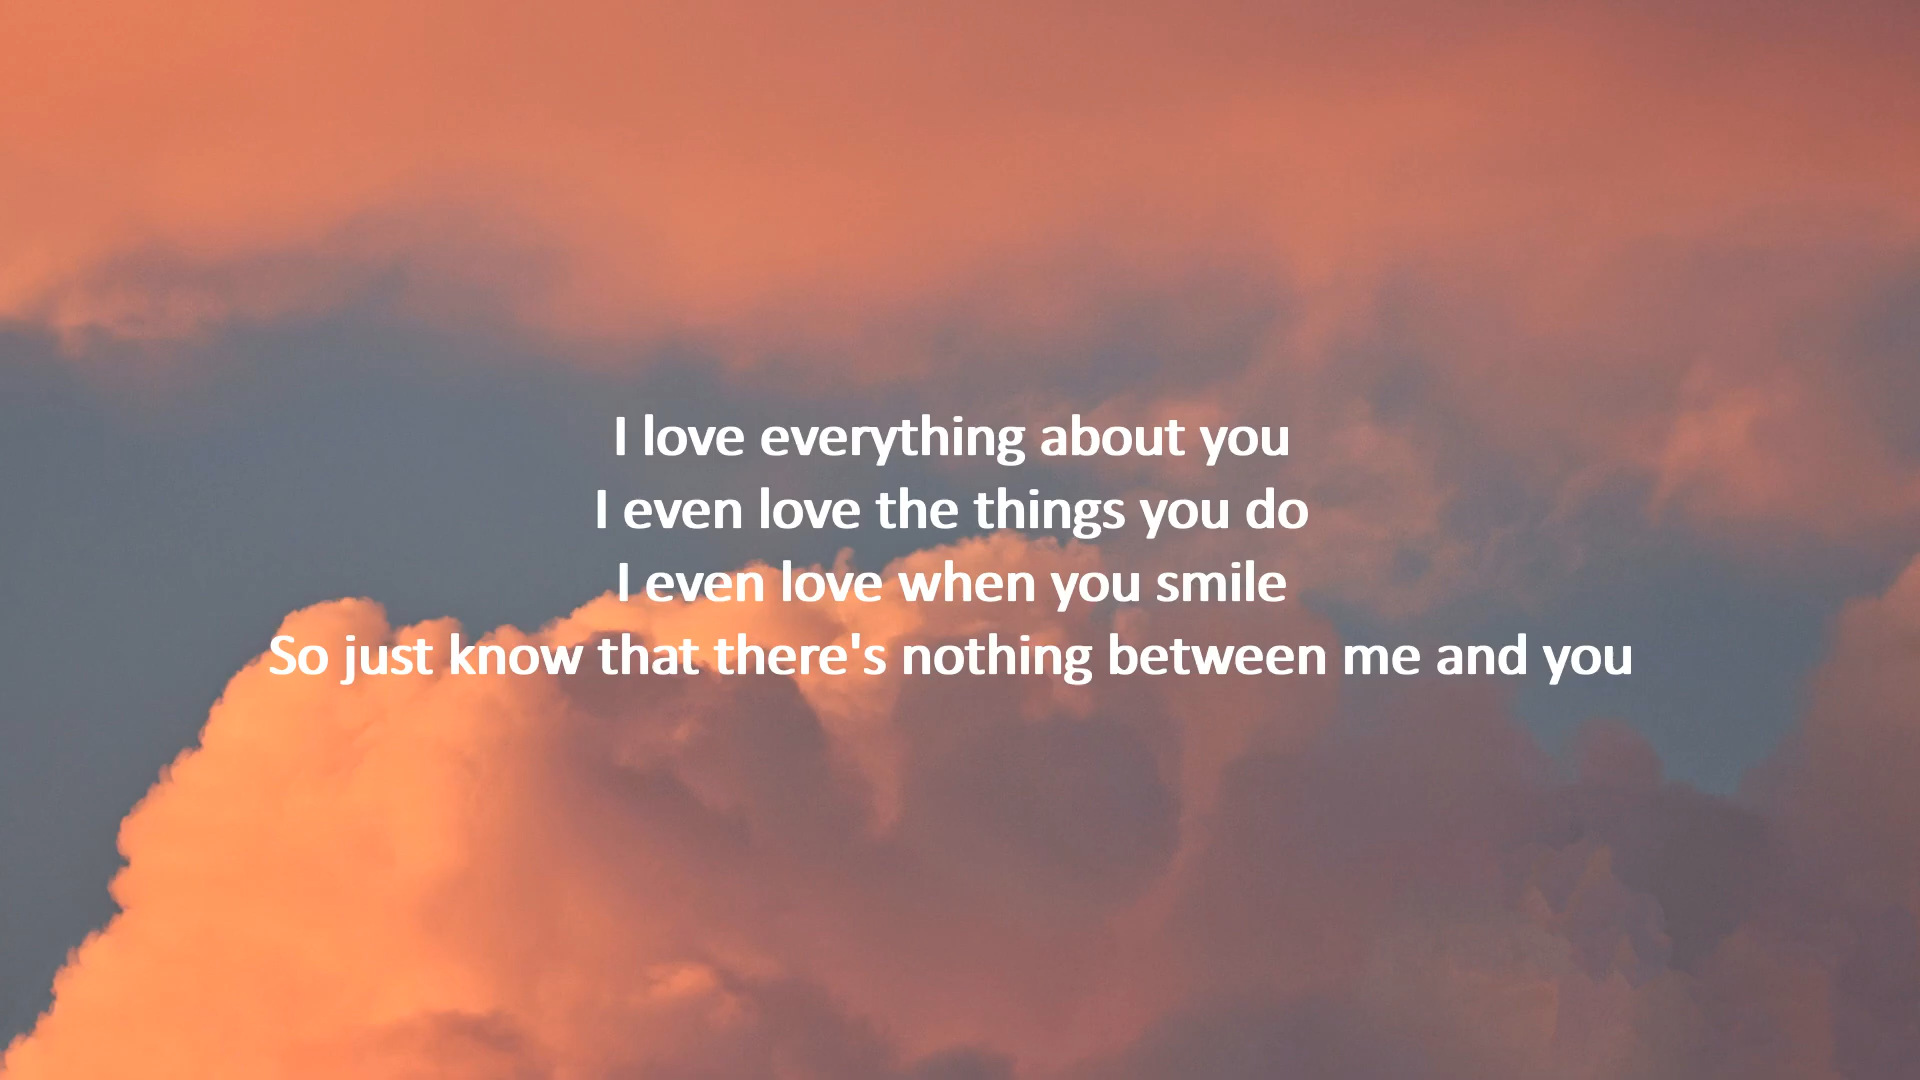 I love everything about you
I even love the things you do
I even love when you smile
So just know that there's nothing between me and you